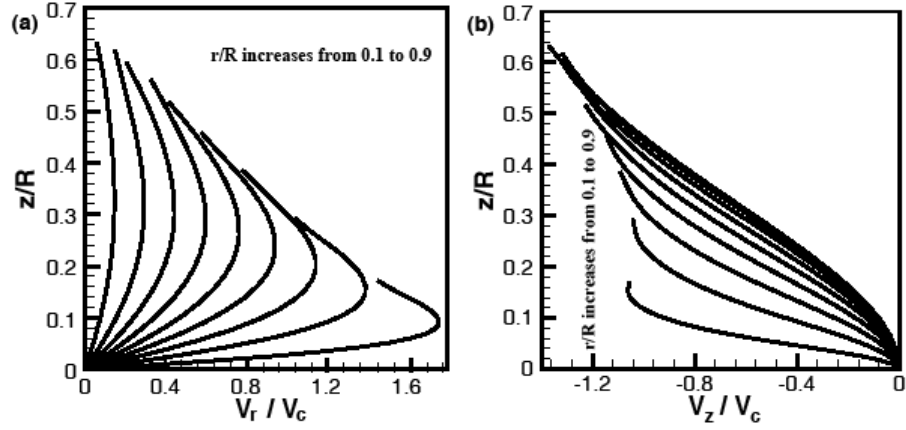 (a)
r/R increases from 0.1 to 0.9
z/R
0.7
0.6
0.5
0.4
0.3
0.2
0.1
0
0 0.4 0.8 1.2 1.6
Vr / Vc
(b)
r/R increases from 0.1 to 0.9
z/R
0.7
0.6
0.5
0.4
0.3
0.2
0.1
0
-1.2 -0.8 -0.4 0
Vz / Vc